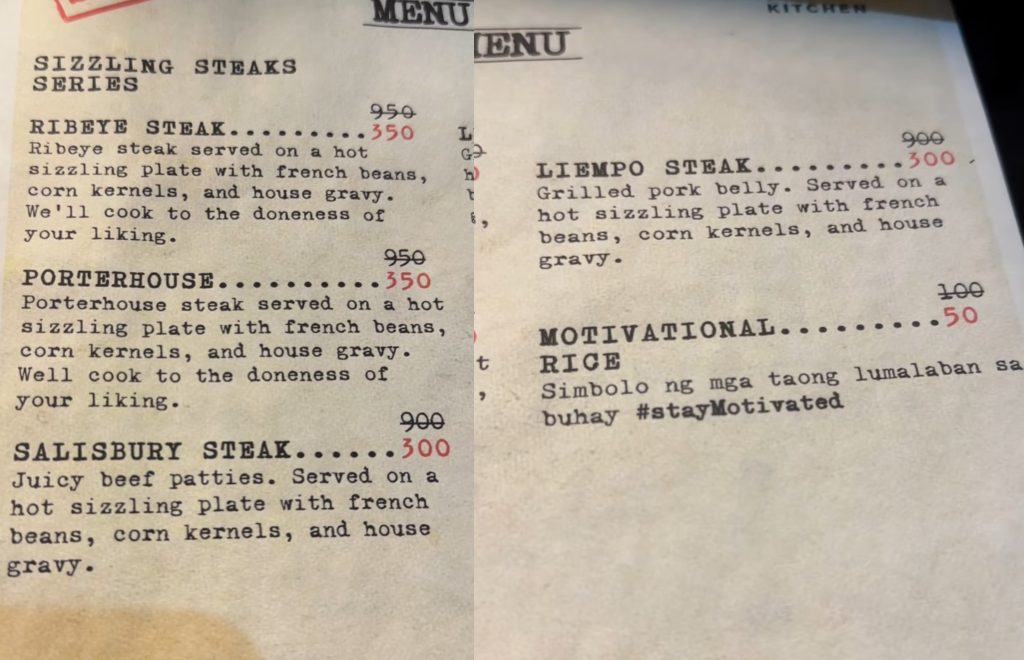 MENU
SIZZLING STEAKS
SERIES
950
RIBEYE STEAK.........350
Ribeye steak served on a hot
sizzling plate with french beans,
corn kernels, and house gravy.
We'll cook to the doneness of
your liking.
950
PORTERHOUSE..........350
Porterhouse steak served on a hot
sizzling plate with french beans,
corn kernels, and house gravy.
Well cook to the doneness of
your liking.
900
SALISBURY STEAK......300
Juicy beef patties. Served on a
hot sizzling plate with french
beans, corn kernels, and house
gravy.
KITCHEN
MENU
900
LIEMPO STEAK.........300
Grilled pork belly. Served on a
hot sizzling plate with french
beans, corn kernels, and house
gravy.
100
MOTIVATIONAL.........50
RICE
Simbolo ng mga taong lumalaban sa
buhay #stayMotivated